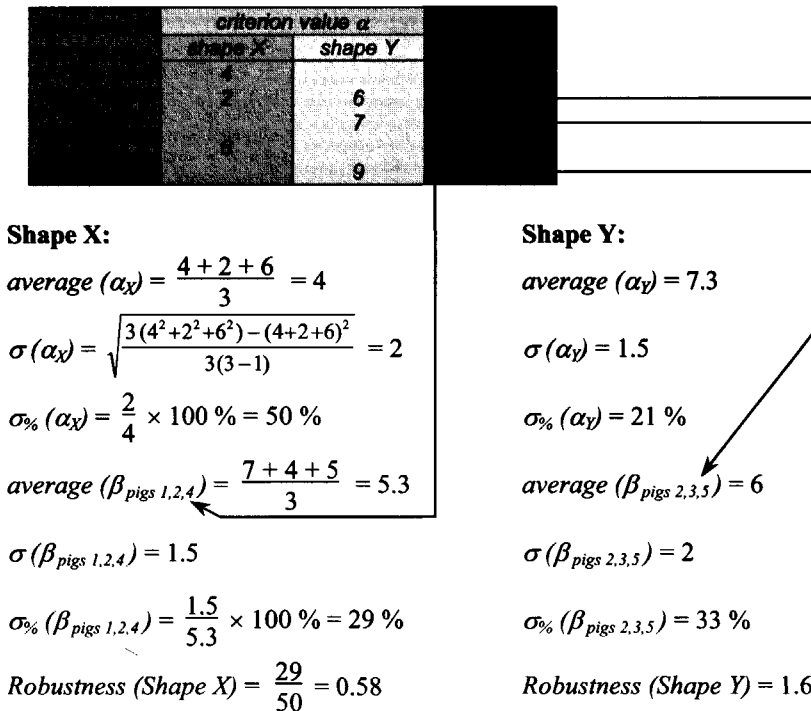 criterion value α
shape X shape Y
4
2 6
7
6
9
Shape X:
average (αX) = (4 + 2 + 6)/3 = 4
σ(αX) = √((3(4²+2²+6²) − (4+2+6)²)/(3(3−1))) = 2
σ% (αX) = 2/4 × 100 % = 50 %
average (βpigs 1,2,4) = (7 + 4 + 5)/3 = 5.3
σ(βpigs 1,2,4) = 1.5
σ% (βpigs 1,2,4) = 1.5/5.3 × 100 % = 29 %
Robustness (Shape X) = 29/50 = 0.58
Shape Y:
average (αY) = 7.3
σ(αY) = 1.5
σ% (αY) = 21 %
average (βpigs 2,3,5) = 6
σ(βpigs 2,3,5) = 2
σ% (βpigs 2,3,5) = 33 %
Robustness (Shape Y) = 1.6